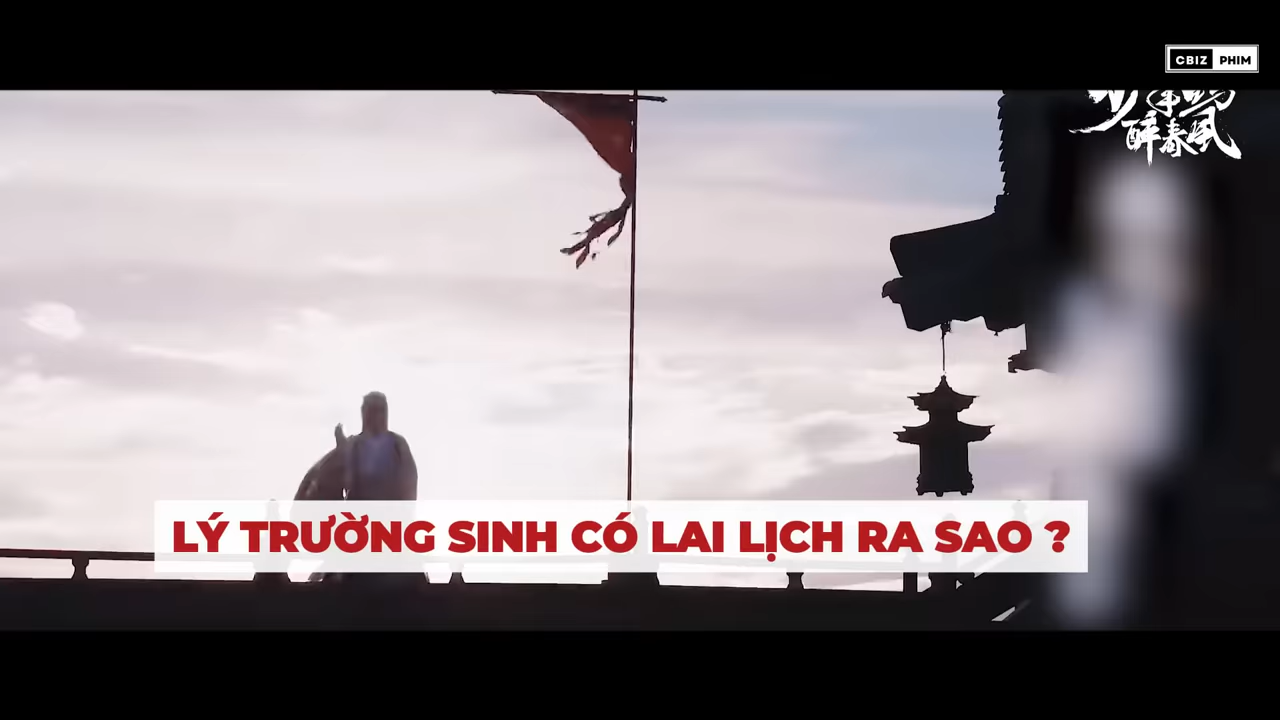 CBIZ PHIM
醉春風
LÝ TRƯỜNG SINH CÓ LAI LỊCH RA SAO ?